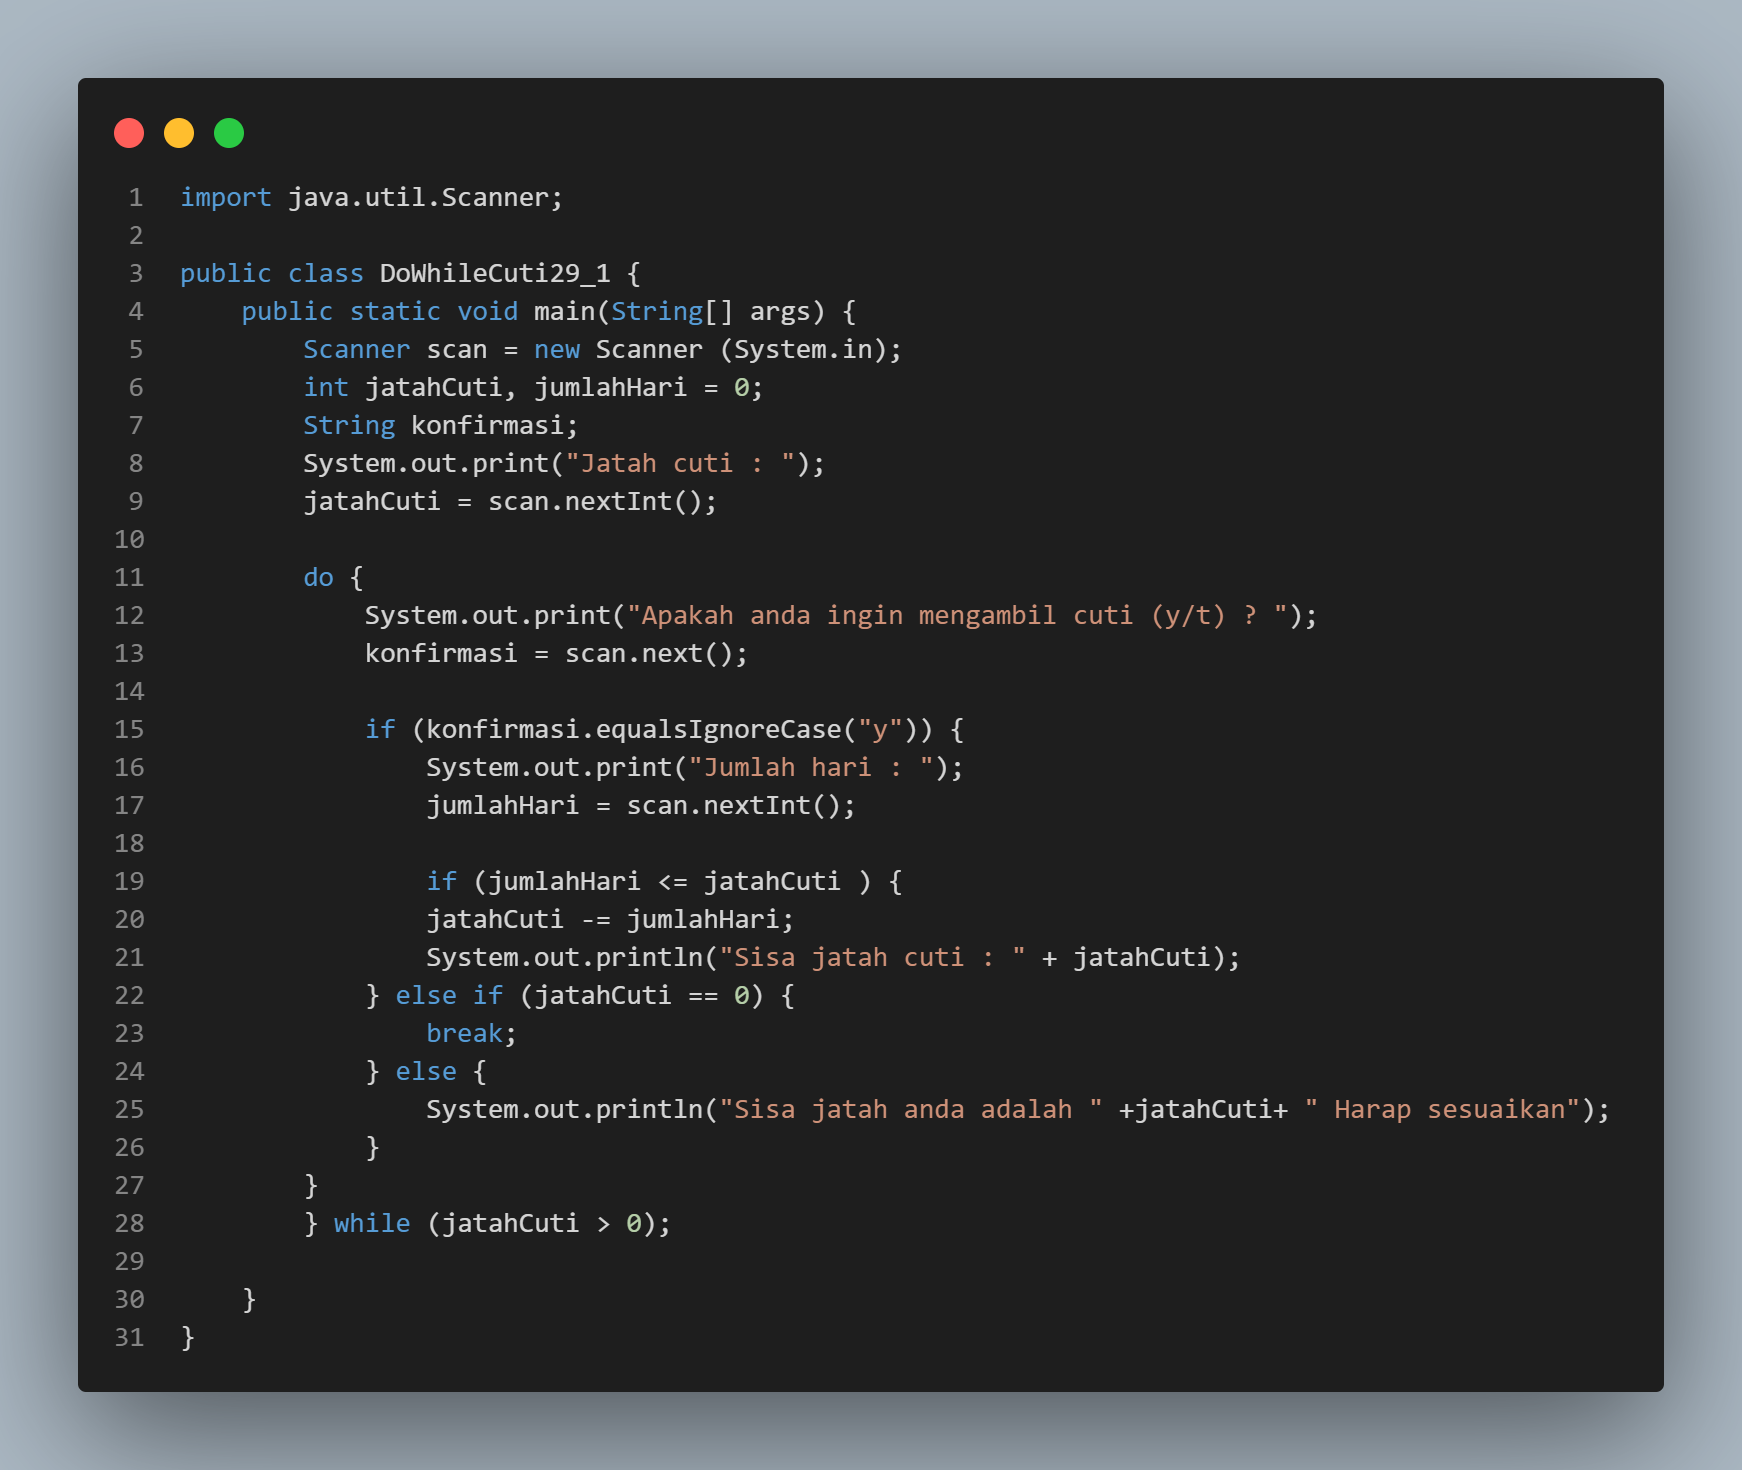 1 import java.util.Scanner;
2
3 public class DoWhileCuti29_1 {
4     public static void main(String[] args) {
5         Scanner scan = new Scanner (System.in);
6         int jatahCuti, jumlahHari = 0;
7         String konfirmasi;
8         System.out.print("Jatah cuti : ");
9         jatahCuti = scan.nextInt();
10
11         do {
12             System.out.print("Apakah anda ingin mengambil cuti (y/t) ? ");
13             konfirmasi = scan.next();
14
15             if (konfirmasi.equalsIgnoreCase("y")) {
16                 System.out.print("Jumlah hari : ");
17                 jumlahHari = scan.nextInt();
18
19                 if (jumlahHari <= jatahCuti ) {
20                 jatahCuti -= jumlahHari;
21                 System.out.println("Sisa jatah cuti : " + jatahCuti);
22             } else if (jatahCuti == 0) {
23                 break;
24             } else {
25                 System.out.println("Sisa jatah anda adalah " +jatahCuti+ " Harap sesuaikan");
26             }
27         }
28         } while (jatahCuti > 0);
29
30     }
31 }